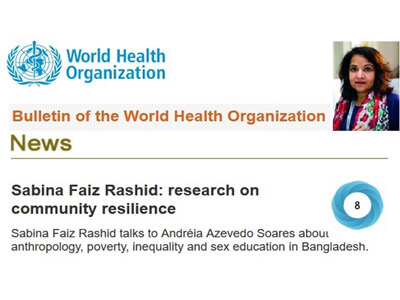 World Health
Organization
Bulletin of the World Health Organization
News
Sabina Faiz Rashid: research on
community resilience
8
Sabina Faiz Rashid talks to Andréia Azevedo Soares about
anthropology, poverty, inequality and sex education in Bangladesh.